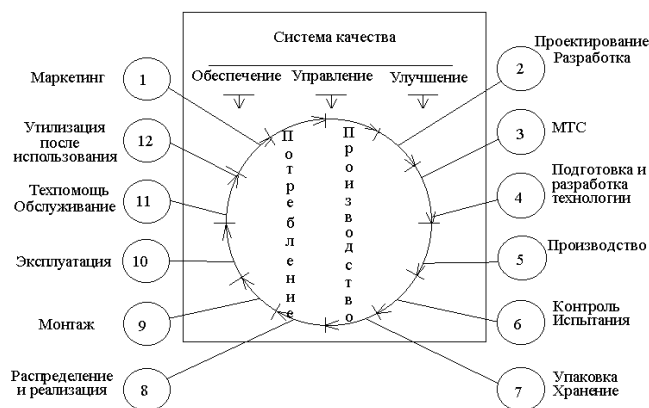 Система качества
Обеспечение Управление Улучшение
Маркетинг 1
2 Проектирование
Разработка
Утилизация
после
использования 12
3 МТС
Техпомощь
Обслуживание 11
4 Подготовка и
разработка
технологии
Эксплуатация 10
5 Производство
Монтаж 9
6 Контроль
Испытания
Распределение
и реализация 8
7 Упаковка
Хранение
Потребление
Производство